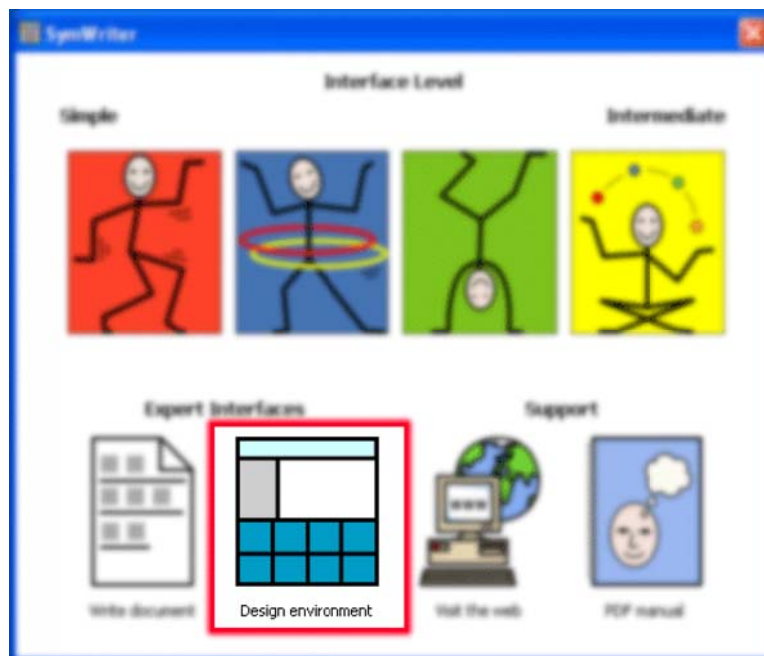 SymWriter
Interface Level
Simple
Intermediate
Expert Interfaces
Support
Write document
Design environment
Visit the web
PDF manual